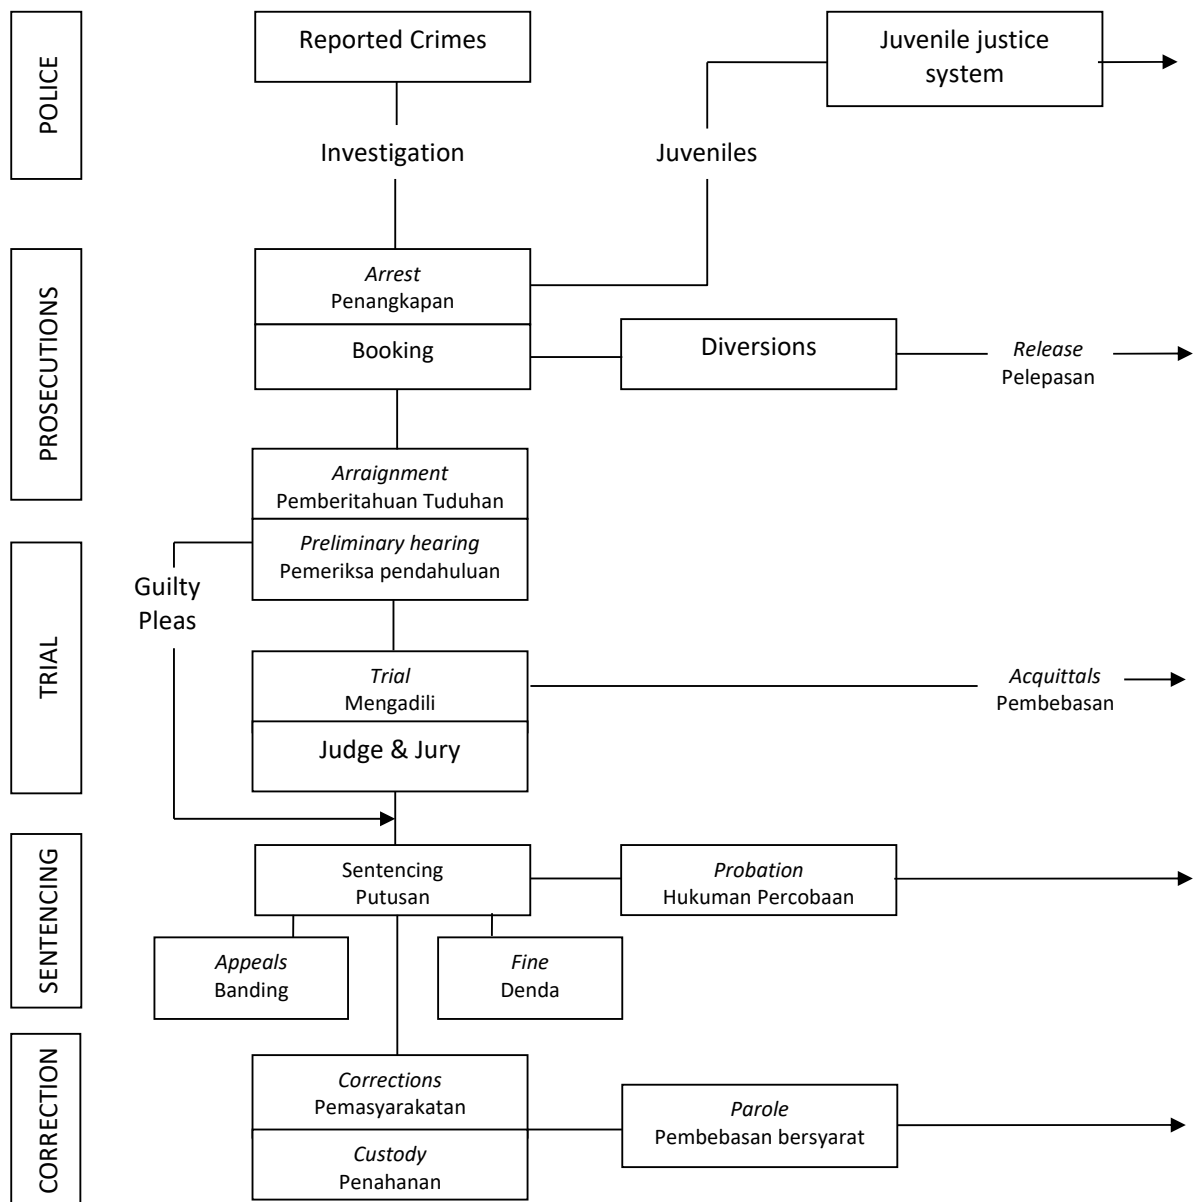 POLICE
Reported Crimes
Juvenile justice
system
Investigation
Juveniles
PROSECUTIONS
Arrest
Penangkapan
Booking
Diversions
Release
Pelepasan
Arraignment
Pemberitahuan Tuduhan
TRIAL
Preliminary hearing
Pemeriksa pendahuluan
Guilty
Pleas
Trial
Mengadili
Acquittals
Pembebasan
Judge & Jury
SENTENCING
Sentencing
Putusan
Probation
Hukuman Percobaan
Appeals
Banding
Fine
Denda
CORRECTION
Corrections
Pemasyarakatan
Parole
Pembebasan bersyarat
Custody
Penahanan